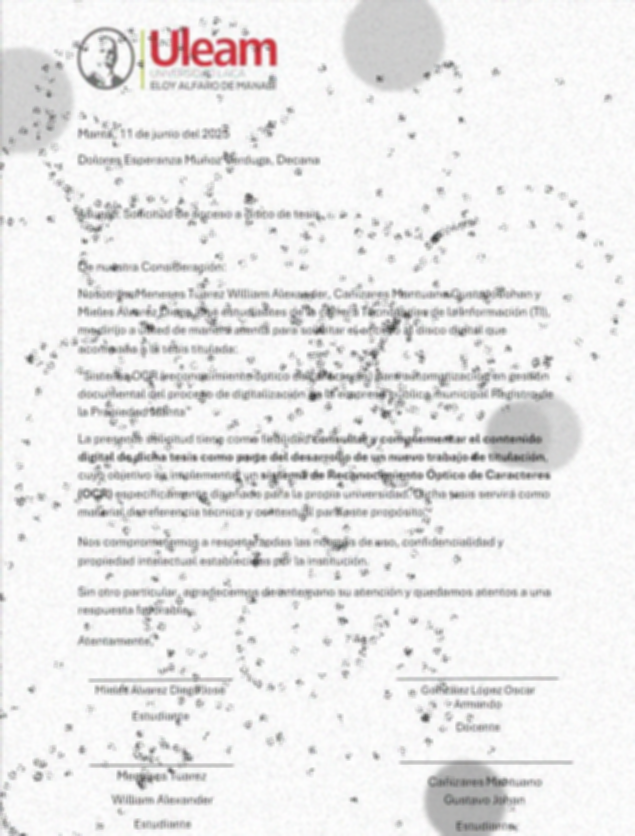 Uleam
UNIVERSIDAD LAICA
ELOY ALFARO DE MANABÍ
Manta, 11 de junio del 2025
Dolores Esperanza Muñoz Verduga, Decana
Asunto: Solicitud de acceso a disco de tesis
De nuestra Consideración:
Nosotros Meneses Tuarez William Alexander, Cañizares Mantuano Gustavo Johan y
Mieles Alvarez Diego José estudiantes de la carrera Tecnologías de la Información (TI),
me dirijo a usted de manera atenta para solicitar el acceso al disco digital que
acompaña a la tesis titulada:
"Sistema OCR (reconocimiento óptico de caracteres) para automatización en gestión
documental del proceso de digitalización de la empresa pública municipal Registro de
la Propiedad Manta"
La presente solicitud tiene como finalidad consultar y complementar el contenido
digital de dicha tesis como parte del desarrollo de un nuevo trabajo de titulación,
cuyo objetivo es implementar un sistema de Reconocimiento Óptico de Caracteres
(OCR) específicamente diseñado para la propia universidad. Dicha tesis servirá como
material de referencia técnica y contextual para este propósito.
Nos comprometemos a respetar todas las normas de uso, confidencialidad y
propiedad intelectual establecidas por la institución.
Sin otro particular, agradecemos de antemano su atención y quedamos atentos a una
respuesta favorable.
Atentamente,
Mieles Alvarez Diego José
Estudiante
González López Oscar
Armando
Docente
Meneses Tuarez
William Alexander
Estudiante
Cañizares Mantuano
Gustavo Johan
Estudiante